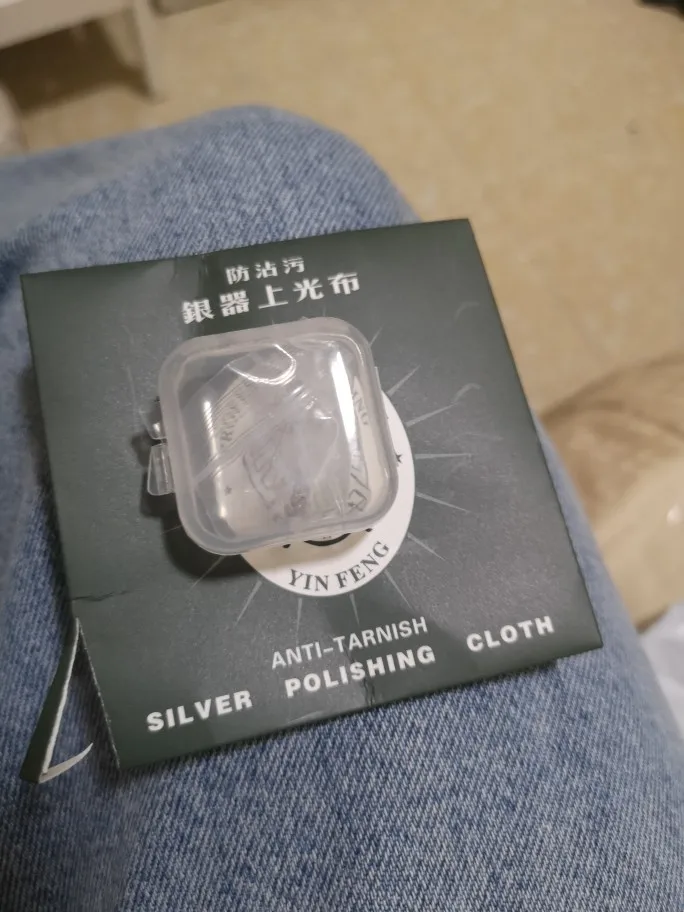 防沾污
銀器上光布
YIN FENG
ANTI-TARNISH
SILVER POLISHING CLOTH